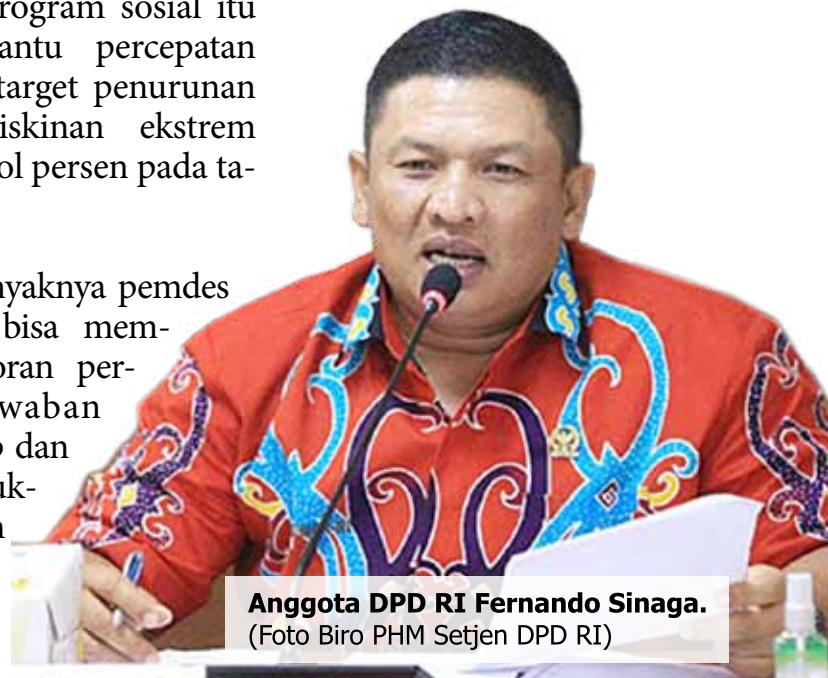 rogram sosial itu
antu percepatan
target penurunan
iskinan ekstrem
ol persen pada ta-
nyaknya pemdes
bisa mem-
oran per-
waban
dan
uk-
Anggota DPD RI Fernando Sinaga.
(Foto Biro PHM Setjen DPD RI)